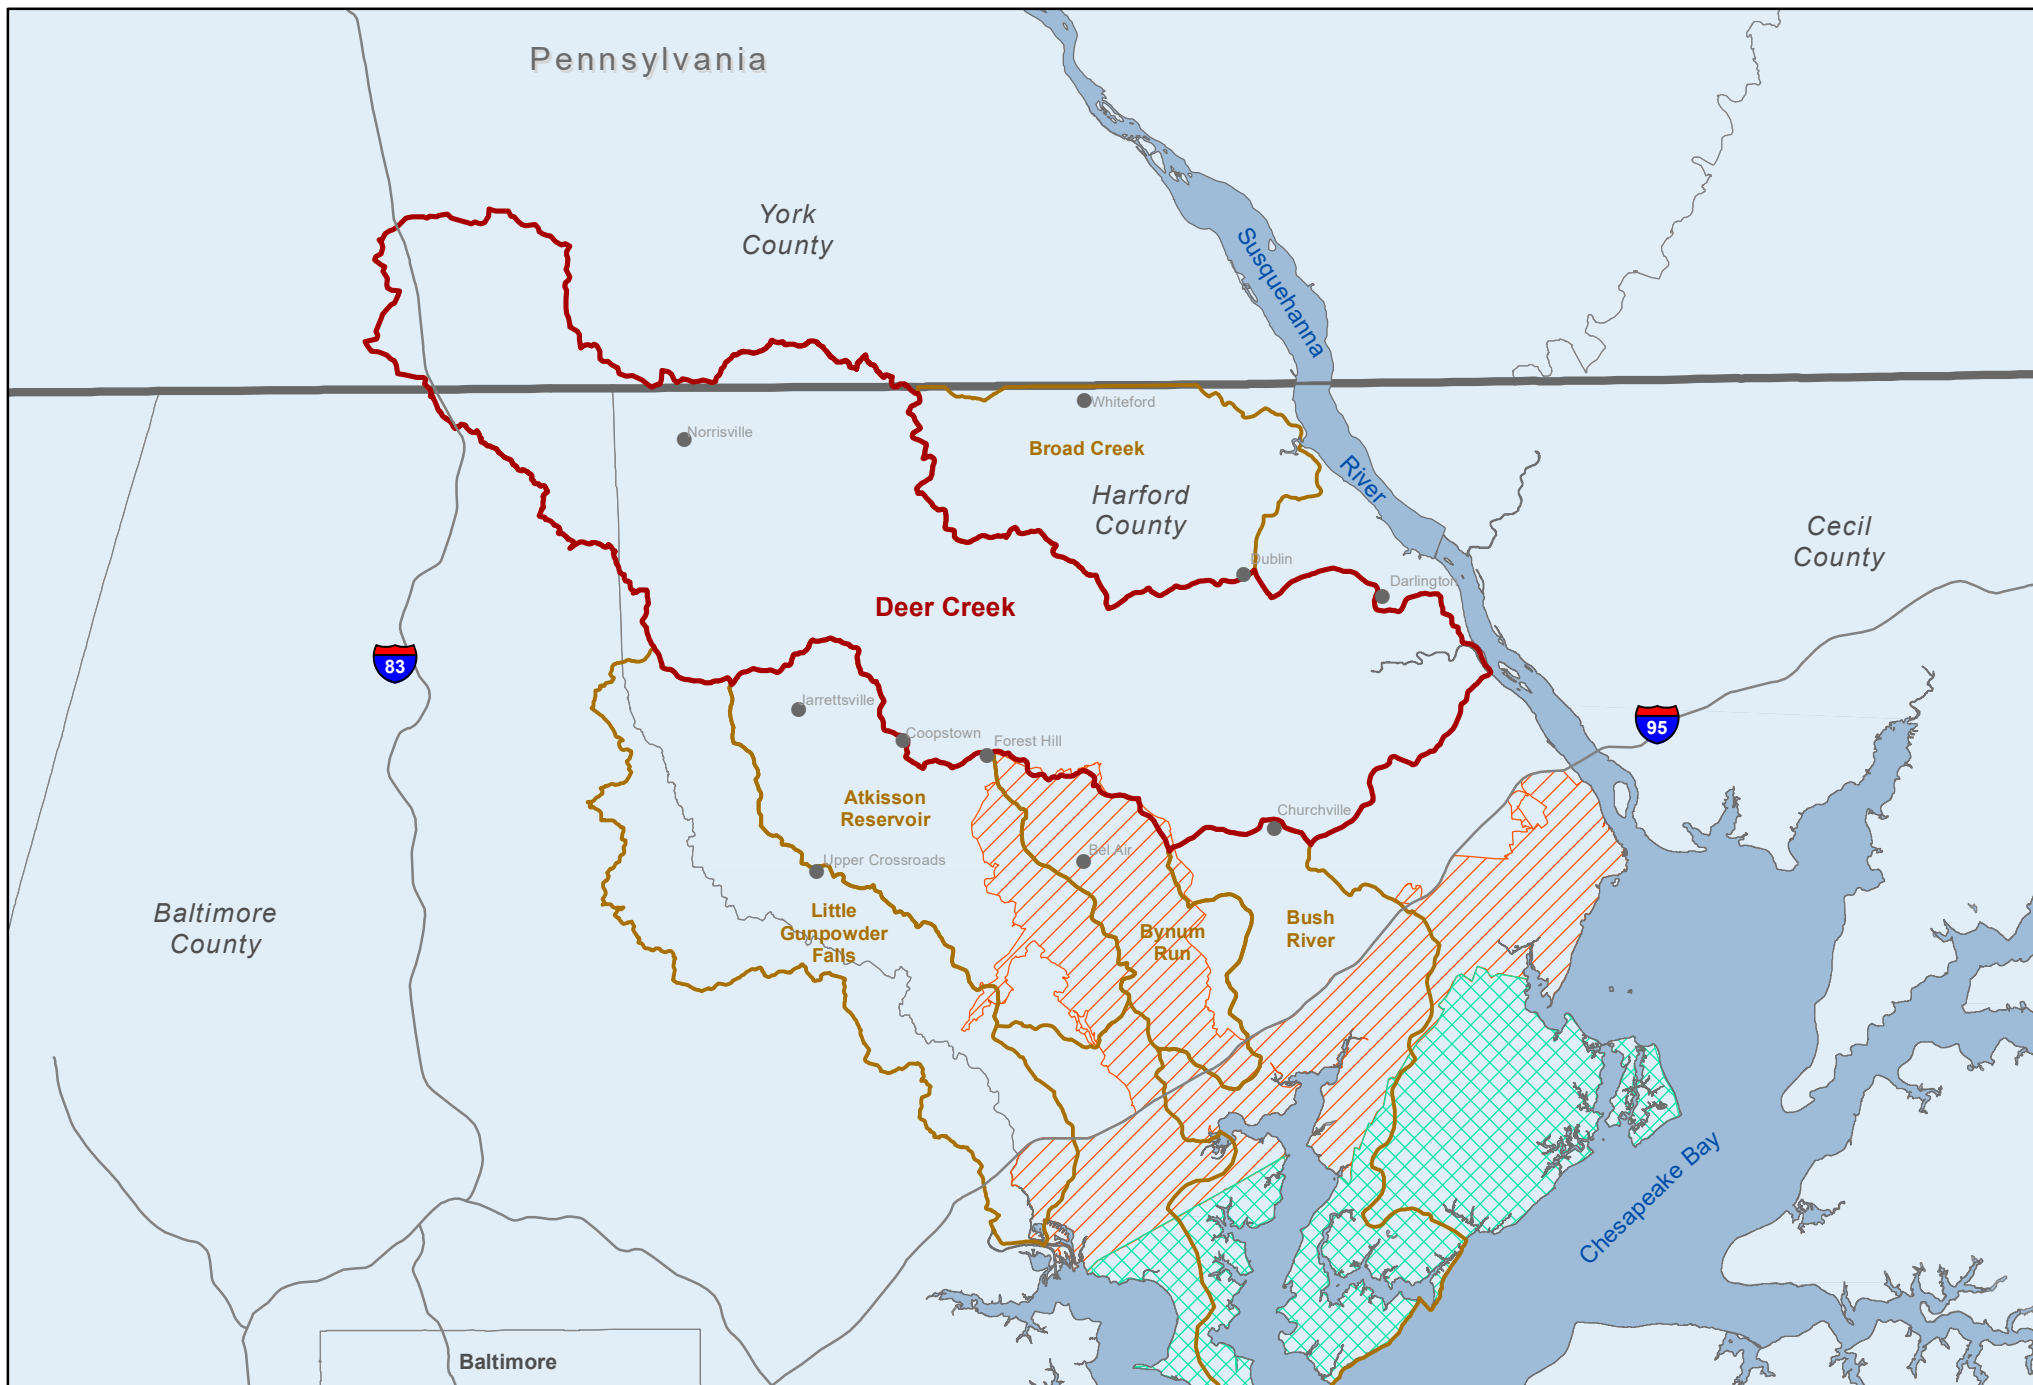 Pennsylvania
York
County
Susquehanna
River
Whiteford
Norrisville
Broad Creek
Harford
County
Cecil
County
Dublin
Darlington
Deer Creek
83
Jarrettsville
95
Coopstown
Forest Hill
Atkisson
Reservoir
Churchville
Bel Air
Upper Crossroads
Baltimore
County
Little
Gunpowder
Falls
Bynum
Run
Bush
River
Chesapeake Bay
Baltimore